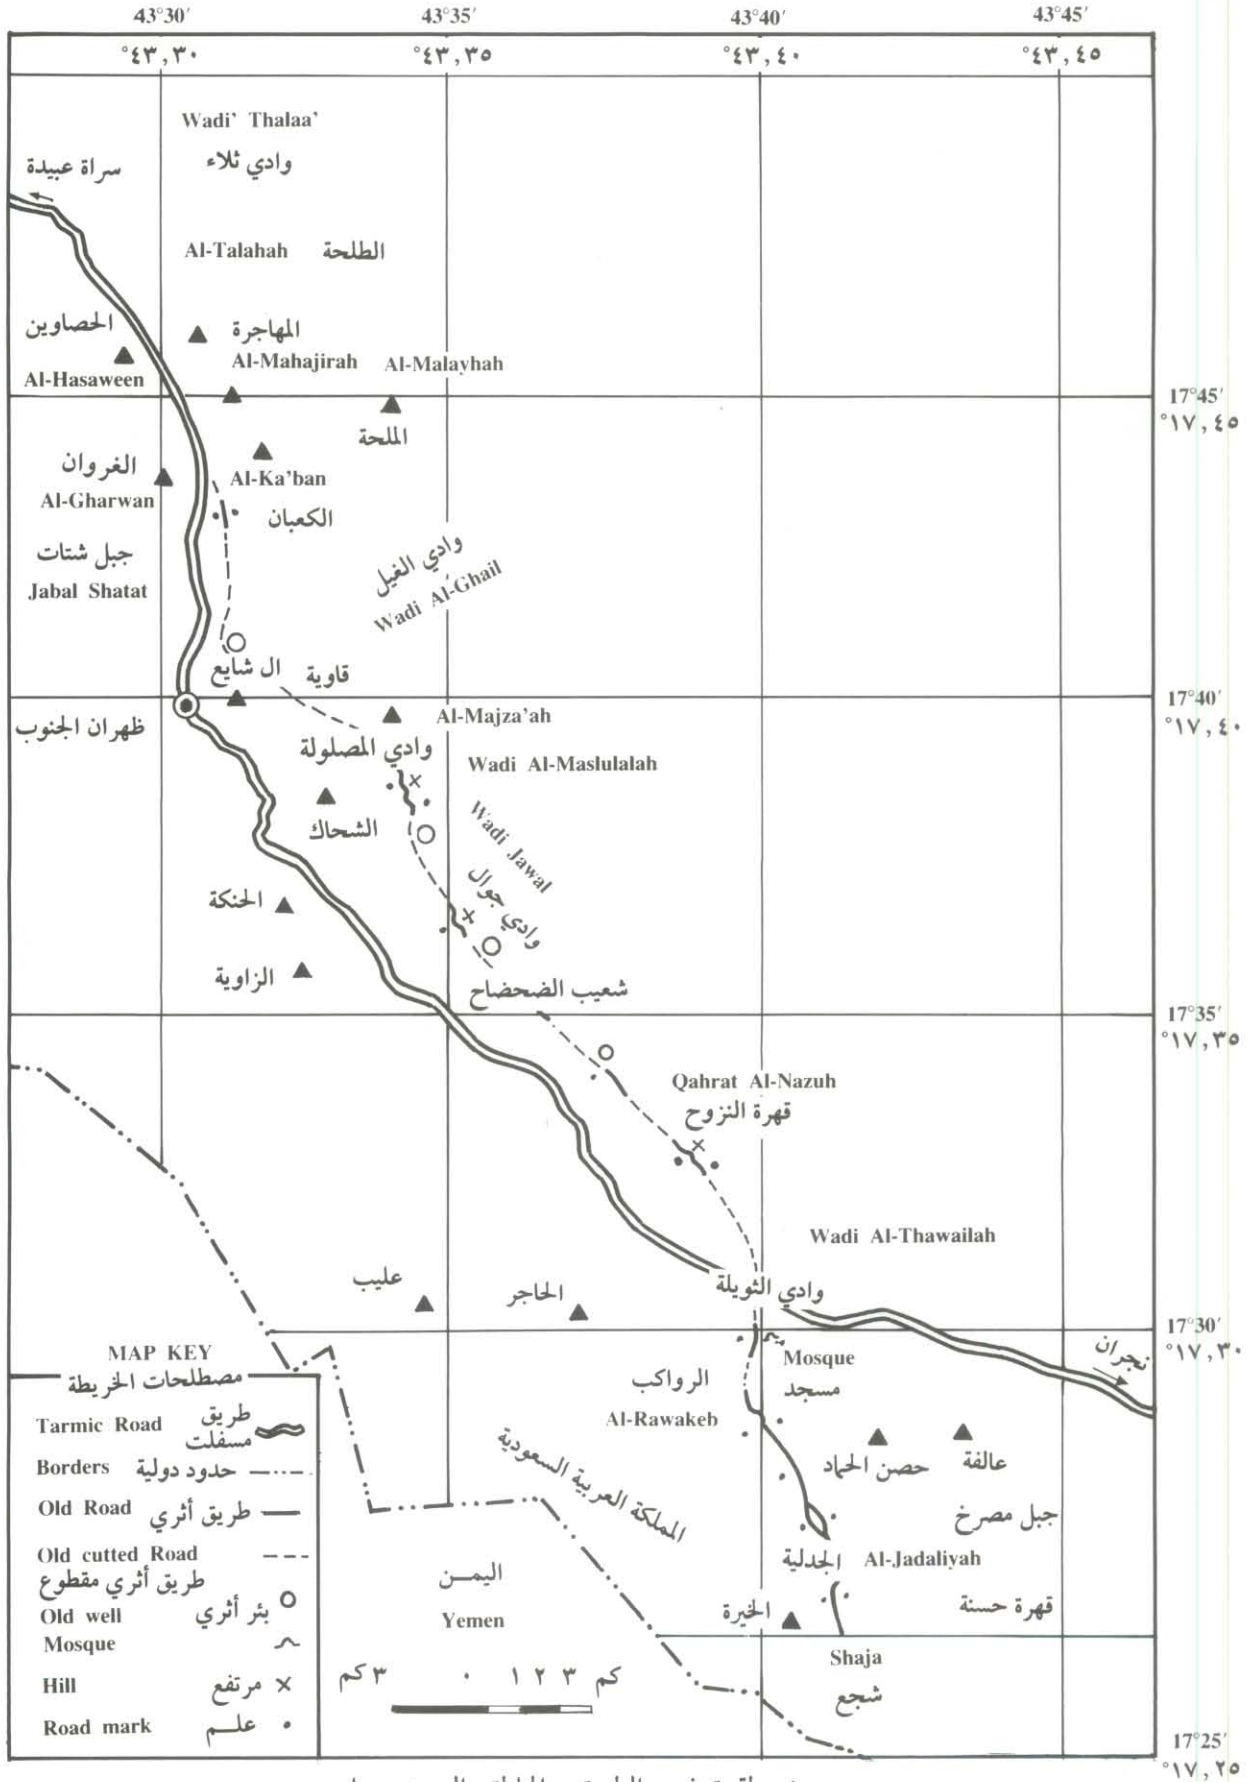 43°30′ 43°35′ 43°40′ 43°45′
°٤٣,٣٠ °٤٣,٣٥ °٤٣,٤٠ °٤٣,٤٥
Wadi’ Thalaa’
وادي ثلاء
سراة عبيدة
Al-Talahah الطلحة
الحصاوين
Al-Hasaween
المهاجرة
Al-Mahajirah
Al-Malayhah
الملحة
17°45′
°١٧,٤٥
الغروان
Al-Gharwan
Al-Ka’ban
الكعبان
جبل شتات
Jabal Shatat
وادي الغيل
Wadi Al-Ghail
ال شايع
قاوية
17°40′
°١٧,٤٠
ظهران الجنوب
Al-Majza’ah
وادي المصلولة
Wadi Al-Maslulalah
الشحاك
Wadi Jawal
وادي جوال
الحنكة
الزاوية
شعيب الضحضاح
17°35′
°١٧,٣٥
Qahrat Al-Nazuh
قهرة النزوح
Wadi Al-Thawailah
وادي الثويلة
عليب
الحاجر
17°30′
°١٧,٣٠
نجران
Mosque
مسجد
الرواكب
Al-Rawakeb
حصن الحماد
عالفة
المملكة العربية السعودية
جبل مصرخ
الجدلية Al-Jadaliyah
قهرة حسنة
الخيرة
Shaja
شجع
اليمـن
Yemen
٣ كم ٠ ١ ٢ ٣ كم
17°25′
°١٧,٢٥
MAP KEY
مصطلحات الخريطة
Tarmic Road طريق
مسفلت
Borders حدود دولية
Old Road طريق أثري
Old cutted Road
طريق أثري مقطوع
Old well بئر أثري
Mosque
Hill مرتفع
Road mark علـم